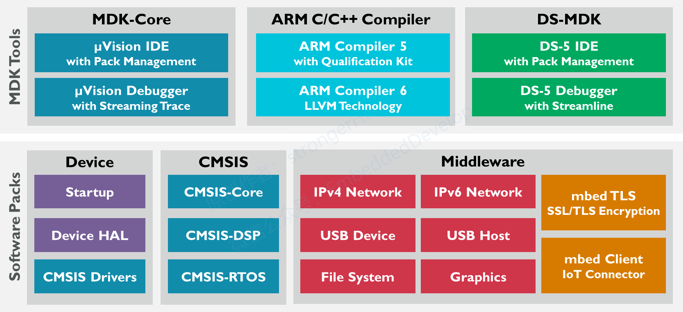 MDK Tools
MDK-Core
µVision IDE
with Pack Management
µVision Debugger
with Streaming Trace
ARM C/C++ Compiler
ARM Compiler 5
with Qualification Kit
ARM Compiler 6
LLVM Technology
DS-MDK
DS-5 IDE
with Pack Management
DS-5 Debugger
with Streamline
Software Packs
Device
Startup
Device HAL
CMSIS Drivers
CMSIS
CMSIS-Core
CMSIS-DSP
CMSIS-RTOS
Middleware
IPv4 Network
IPv6 Network
USB Device
USB Host
File System
Graphics
mbed TLS
SSL/TLS Encryption
mbed Client
IoT Connector